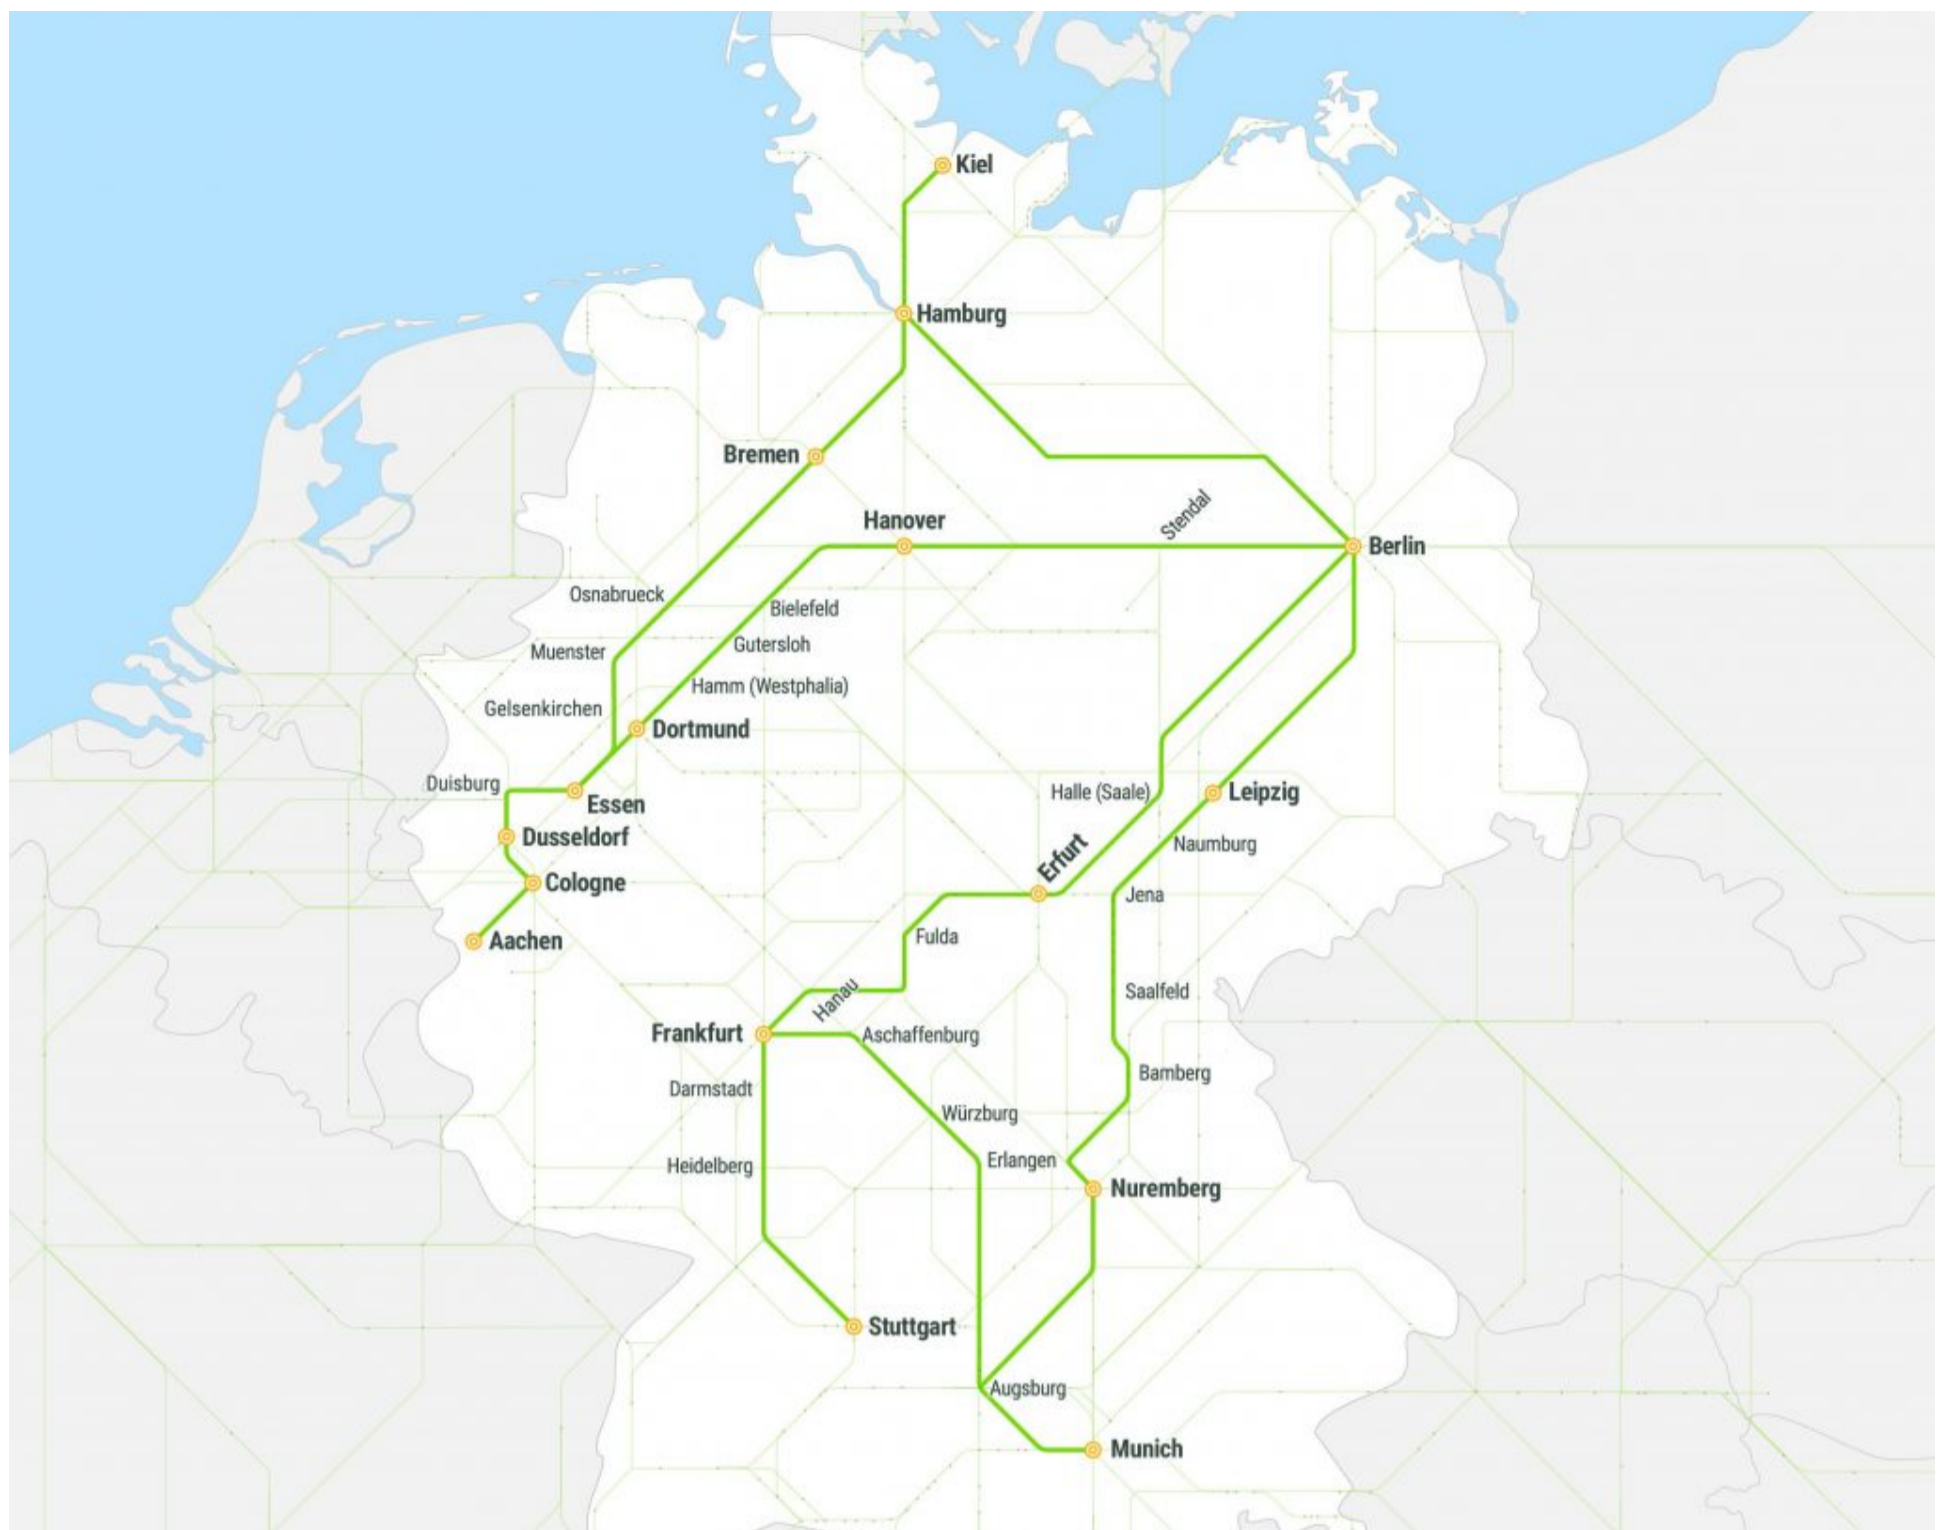 Kiel
Hamburg
Bremen
Hanover
Stendal
Berlin
Osnabrueck
Bielefeld
Gutersloh
Muenster
Hamm (Westphalia)
Gelsenkirchen
Dortmund
Duisburg
Essen
Halle (Saale)
Leipzig
Dusseldorf
Naumburg
Erfurt
Cologne
Jena
Fulda
Aachen
Saalfeld
Hanau
Frankfurt
Aschaffenburg
Bamberg
Darmstadt
Würzburg
Erlangen
Heidelberg
Nuremberg
Stuttgart
Augsburg
Munich